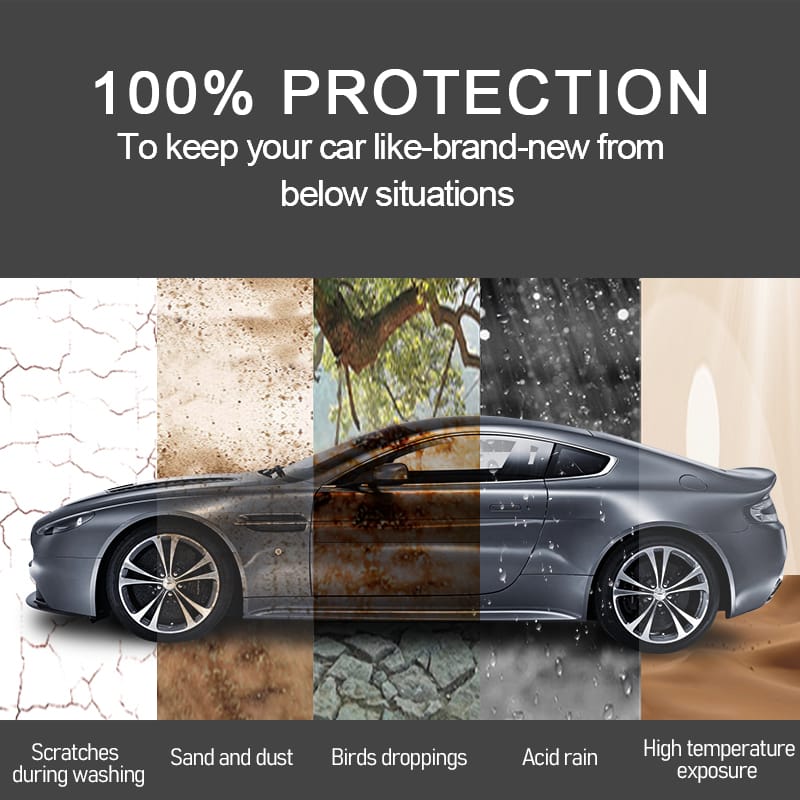 100% PROTECTION
To keep your car like-brand-new from
below situations
Scratches
during washing
Sand and dust
Birds droppings
Acid rain
High temperature
exposure